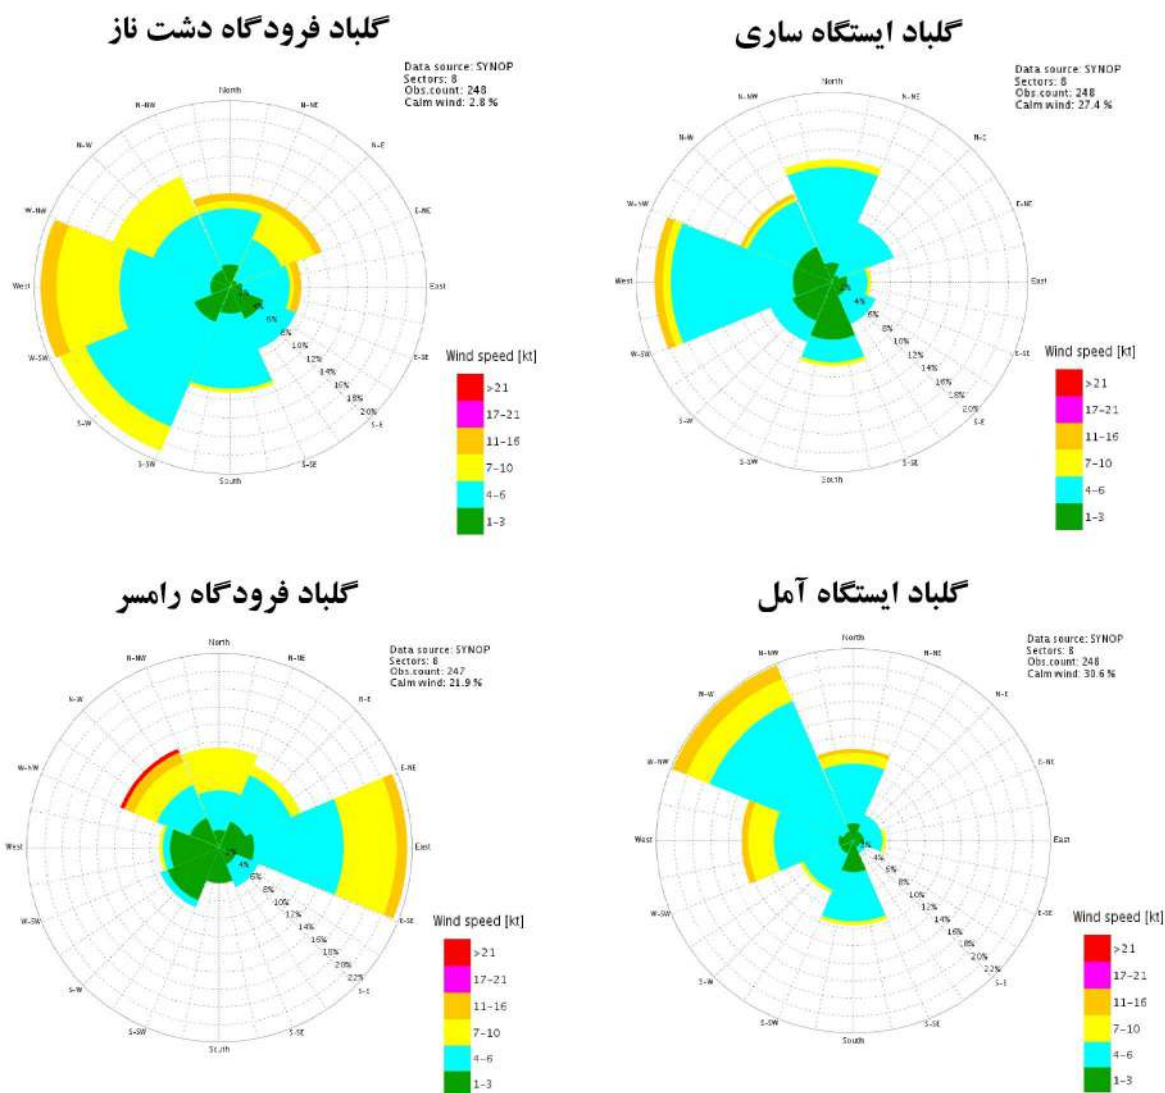 گلباد فرودگاه دشت ناز
Data source: SYNOP
Sectors: 8
Obs.count: 248
Calm wind: 2.8 %
North
N-NE
N-E
E-NE
East
E-SE
S-E
S-SE
South
S-SW
S-W
W-SW
West
W-NW
N-W
N-NW
6%
8%
10%
12%
14%
16%
18%
20%
Wind speed [kt]
>21
17-21
11-16
7-10
4-6
1-3
گلباد ایستگاه ساری
Data source: SYNOP
Sectors: 8
Obs.count: 248
Calm wind: 27.4 %
North
N-NE
N-E
E-NE
East
E-SE
S-E
S-SE
South
S-SW
S-W
W-SW
West
W-NW
N-W
N-NW
2%
4%
6%
8%
10%
12%
14%
16%
18%
20%
Wind speed [kt]
>21
17-21
11-16
7-10
4-6
1-3
گلباد فرودگاه رامسر
Data source: SYNOP
Sectors: 8
Obs.count: 247
Calm wind: 21.9 %
North
N-NE
N-E
E-NE
East
E-SE
S-E
S-SE
South
S-SW
S-W
W-SW
West
W-NW
N-W
N-NW
2%
4%
6%
8%
10%
12%
14%
16%
18%
20%
22%
Wind speed [kt]
>21
17-21
11-16
7-10
4-6
1-3
گلباد ایستگاه آمل
Data source: SYNOP
Sectors: 8
Obs.count: 248
Calm wind: 30.6 %
North
N-NE
N-E
E-NE
East
E-SE
S-E
S-SE
South
S-SW
S-W
W-SW
West
W-NW
N-W
N-NW
4%
6%
8%
10%
12%
14%
16%
18%
20%
22%
Wind speed [kt]
>21
17-21
11-16
7-10
4-6
1-3